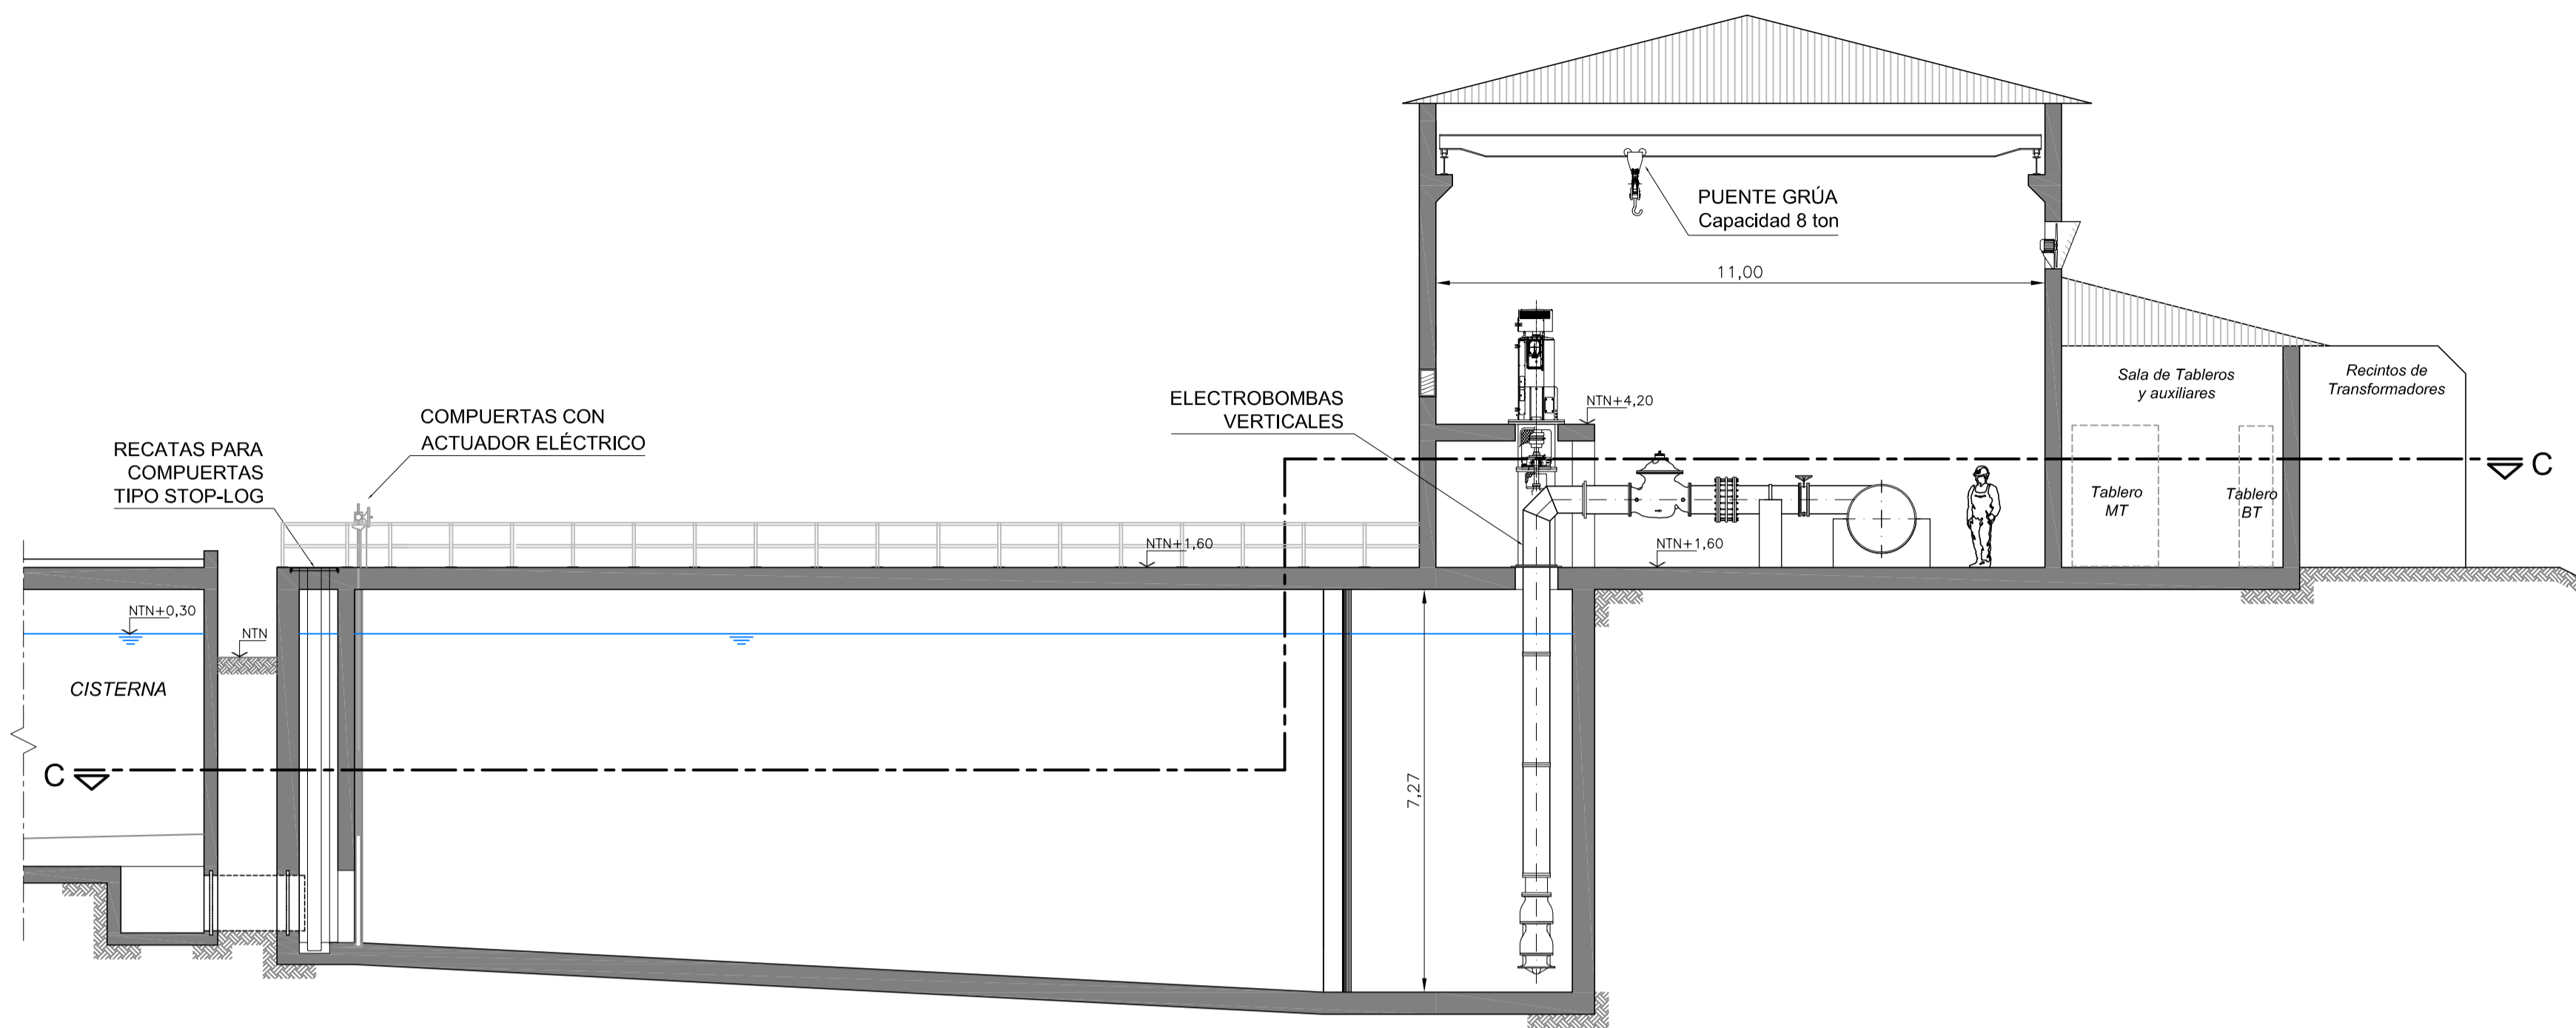 PUENTE GRÚA
Capacidad 8 ton
11,00
Sala de Tableros
y auxiliares
Recintos de
Transformadores
ELECTROBOMBAS
VERTICALES
NTN+4,20
COMPUERTAS CON
ACTUADOR ELÉCTRICO
RECATAS PARA
COMPUERTAS
TIPO STOP-LOG
C
Tablero
MT
Tablero
BT
NTN+1,60
NTN+1,60
NTN+0,30
NTN
CISTERNA
C
7,27